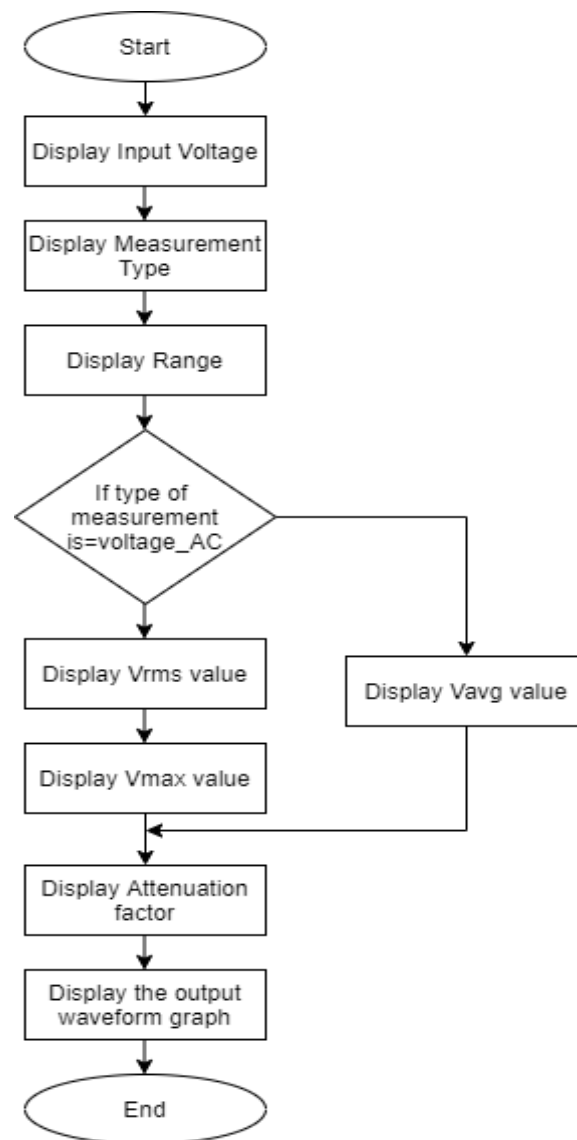 Start
Display Input Voltage
Display Measurement
Type
Display Range
If type of
measurement
is=voltage_AC
Display Vrms value
Display Vavg value
Display Vmax value
Display Attenuation
factor
Display the output
waveform graph
End